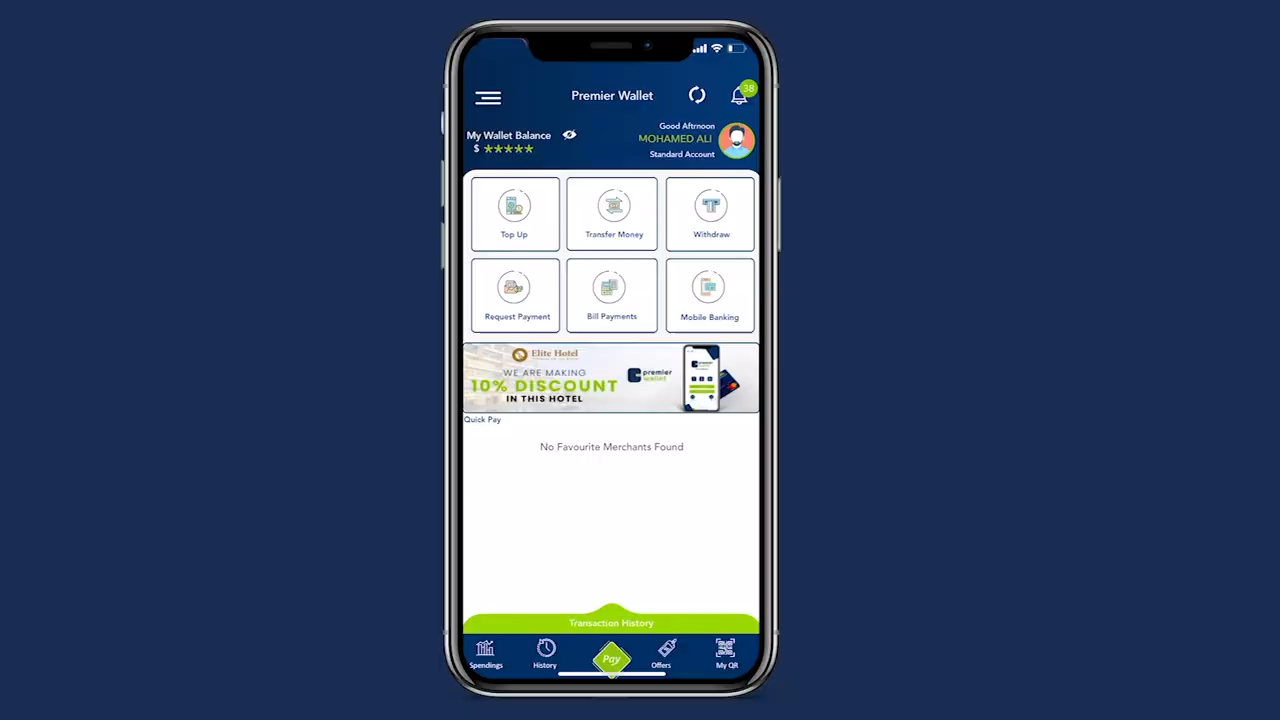 Premier Wallet
38
My Wallet Balance
$ *****
Good Aftrnoon
MOHAMED ALI
Standard Account
Top Up
Transfer Money
Withdraw
Request Payment
Bill Payments
Mobile Banking
Elite Hotel
WE ARE MAKING
10% DISCOUNT
IN THIS HOTEL
premier
wallet
Quick Pay
No Favourite Merchants Found
Transaction History
Spendings
History
Pay
Offers
My QR